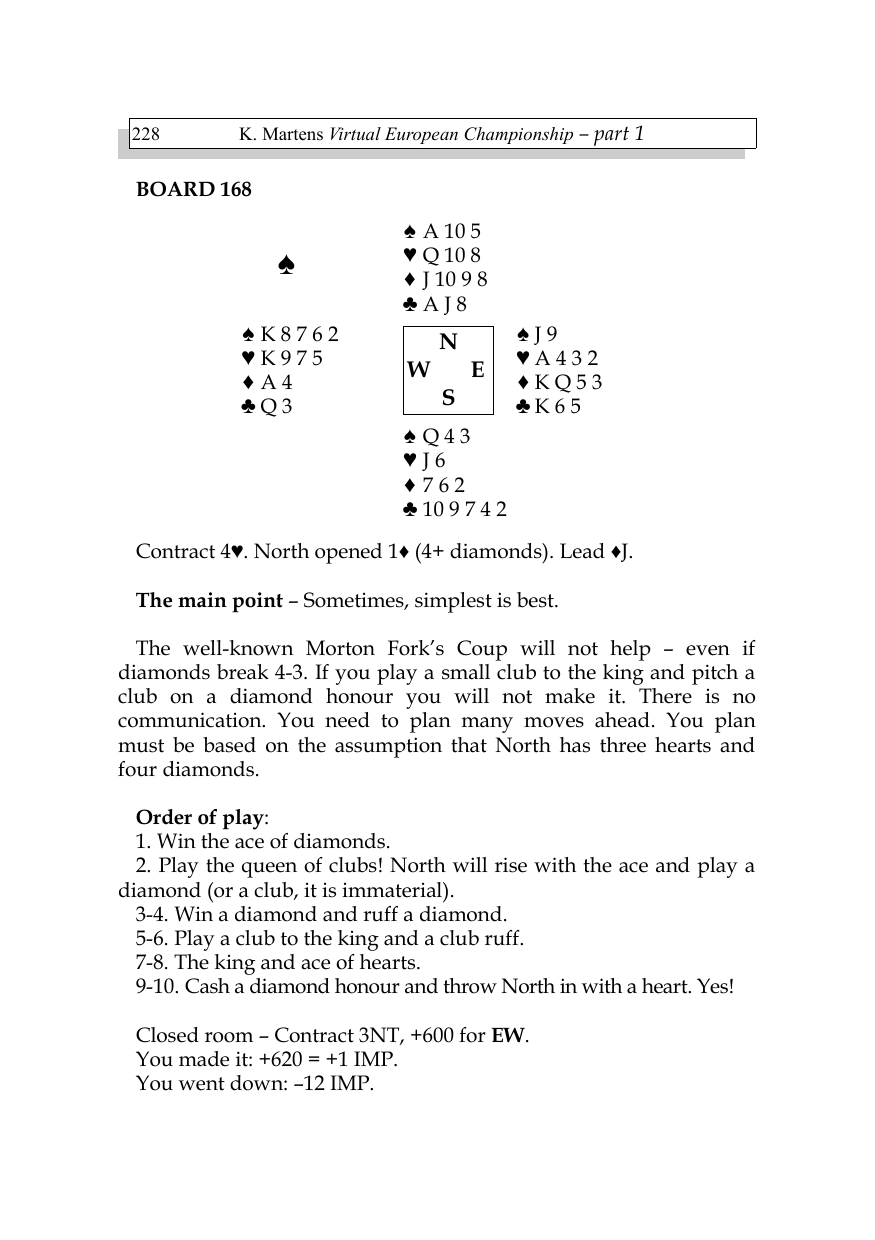 228 K. Martens Virtual European Championship – part 1
BOARD 168
♠ A 10 5
♥ Q 10 8
♦ J 10 9 8
♣ A J 8
♠
♠ K 8 7 6 2
♥ K 9 7 5
♦ A 4
♣ Q 3
N
W E
S
♠ J 9
♥ A 4 3 2
♦ K Q 5 3
♣ K 6 5
♠ Q 4 3
♥ J 6
♦ 7 6 2
♣ 10 9 7 4 2
Contract 4♥. North opened 1♦ (4+ diamonds). Lead ♦J.
The main point – Sometimes, simplest is best.
The well-known Morton Fork’s Coup will not help – even if
diamonds break 4-3. If you play a small club to the king and pitch a
club on a diamond honour you will not make it. There is no
communication. You need to plan many moves ahead. You plan
must be based on the assumption that North has three hearts and
four diamonds.
Order of play:
1. Win the ace of diamonds.
2. Play the queen of clubs! North will rise with the ace and play a
diamond (or a club, it is immaterial).
3-4. Win a diamond and ruff a diamond.
5-6. Play a club to the king and a club ruff.
7-8. The king and ace of hearts.
9-10. Cash a diamond honour and throw North in with a heart. Yes!
Closed room – Contract 3NT, +600 for EW.
You made it: +620 = +1 IMP.
You went down: –12 IMP.